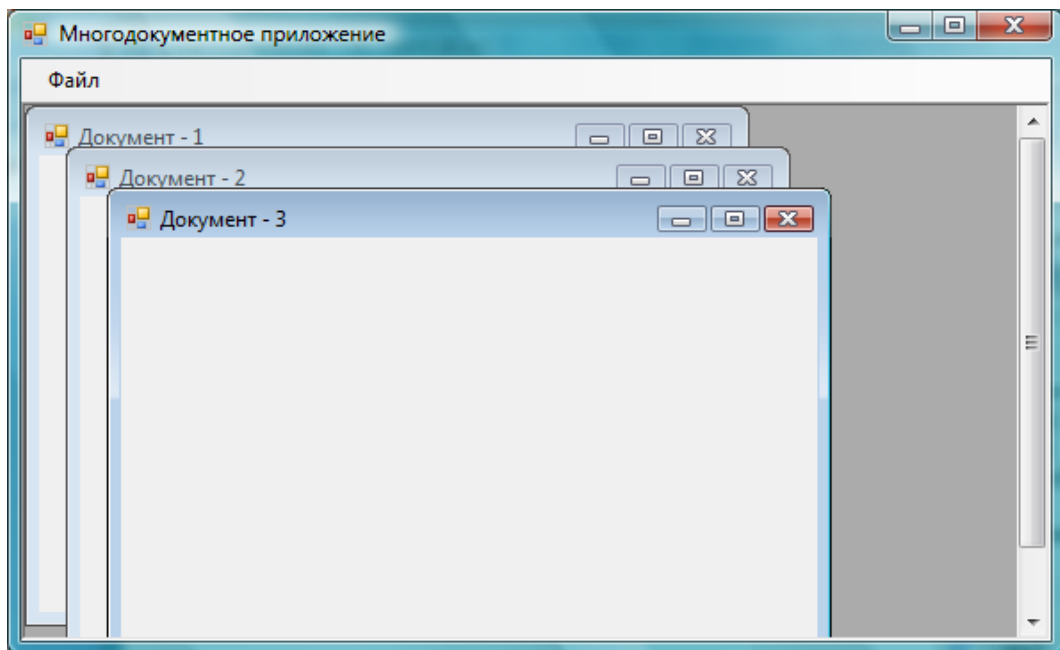 Многодокументное приложение
Файл
Документ - 1
Документ - 2
Документ - 3